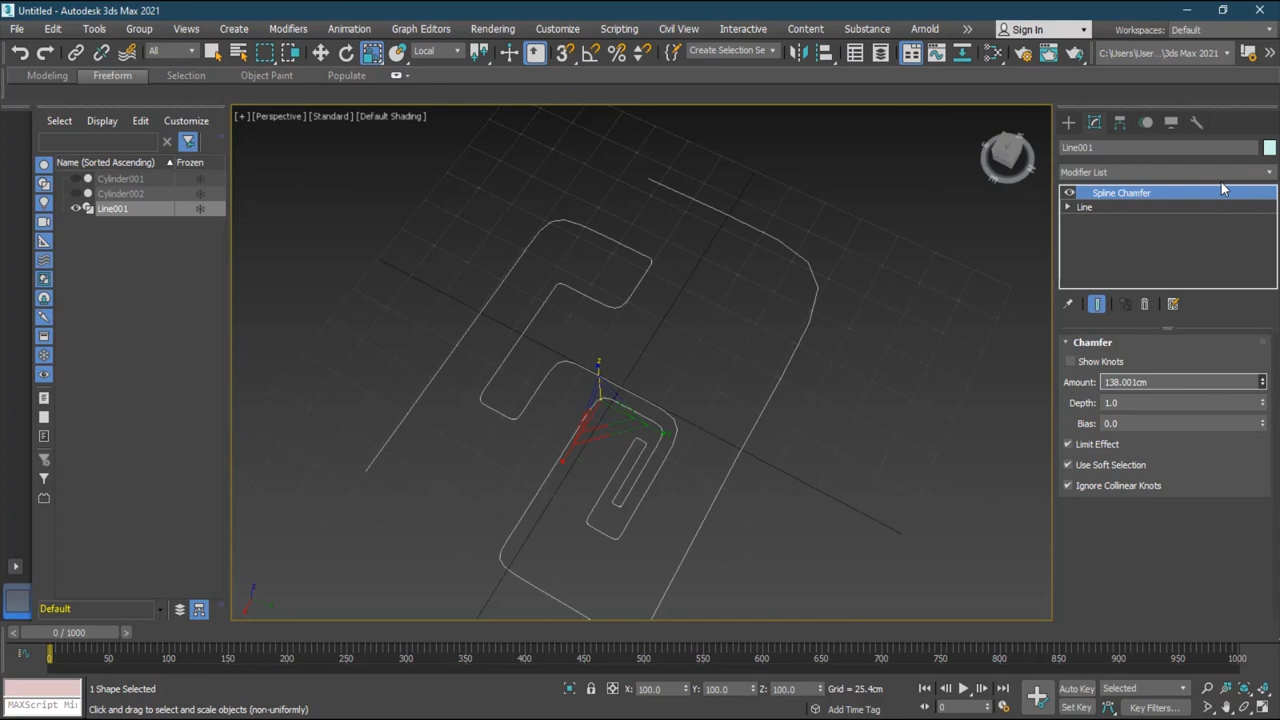 Untitled - Autodesk 3ds Max 2021
File Edit Tools Group Views Create Modifiers Animation Graph Editors Rendering Customize Scripting Civil View Interactive Content Substance Arnold » Sign In Workspaces: Default
All Local Create Selection Se C:\Users\User ...\3ds Max 2021
Modeling Freeform Selection Object Paint Populate
Select Display Edit Customize
[+] [Perspective] [Standard] [Default Shading]
Line001
Name (Sorted Ascending) Frozen
Modifier List
Cylinder001
Cylinder002
Line001
Spline Chamfer
Line
Chamfer
Show Knots
Amount: 138.001cm
Depth: 1.0
Bias: 0.0
Limit Effect
Use Soft Selection
Ignore Collinear Knots
z
z
Default
< 0 / 1000 >
0 50 100 150 200 250 300 350 400 450 500 550 600 650 700 750 800 850 900 950 1000
MAXScript Mi
1 Shape Selected
Click and drag to select and scale objects (non-uniformly)
X: 100.0 Y: 100.0 Z: 100.0 Grid = 25.4cm
Add Time Tag
0
Auto Key Selected
Set Key Key Filters...